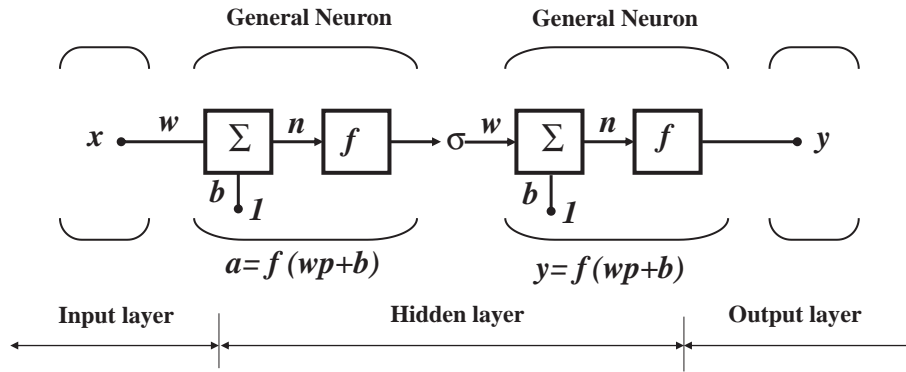 General Neuron General Neuron
x w Σ n f σ w Σ n f y
b 1 b 1
a=f(wp+b) y=f(wp+b)
Input layer Hidden layer Output layer